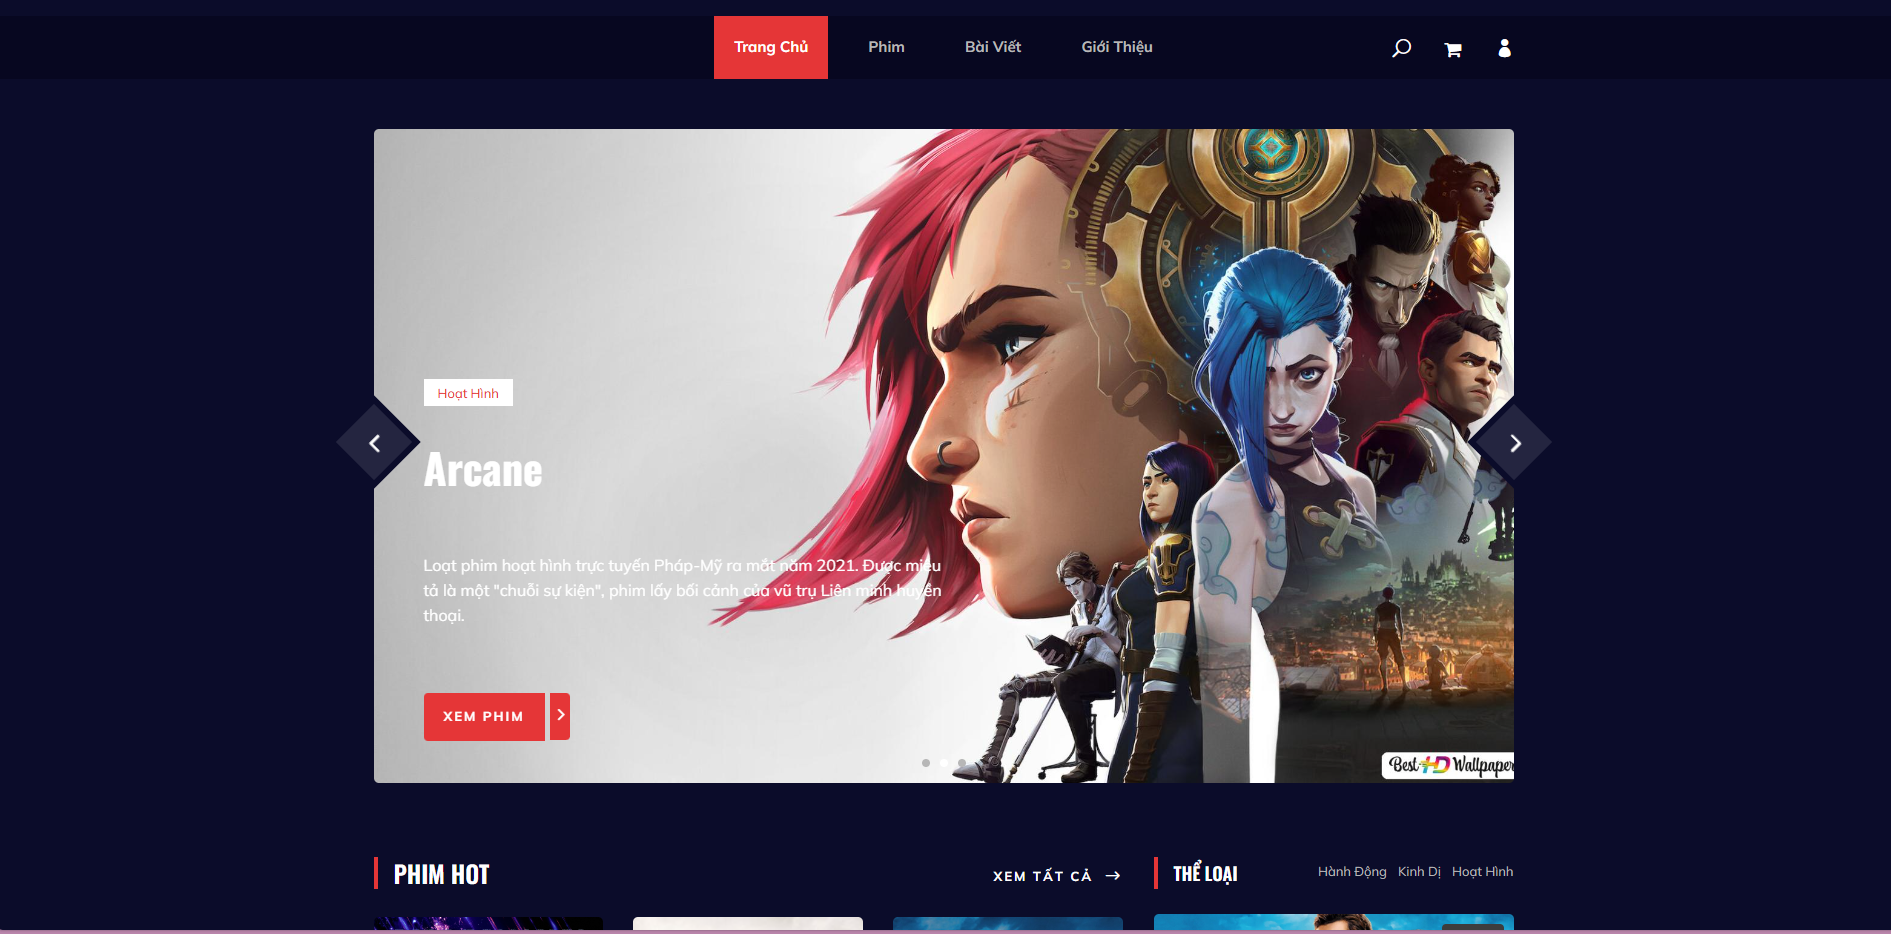 Trang Chủ
Phim
Bài Viết
Giới Thiệu
Hoạt Hình
Arcane
Loạt phim hoạt hình trực tuyến Pháp-Mỹ ra mắt năm 2021. Được miêu
tả là một "chuỗi sự kiện", phim lấy bối cảnh của vũ trụ Liên minh huyền
thoại.
XEM PHIM
Best HD Wallpaper
PHIM HOT
XEM TẤT CẢ
THỂ LOẠI
Hành Động Kinh Dị Hoạt Hình